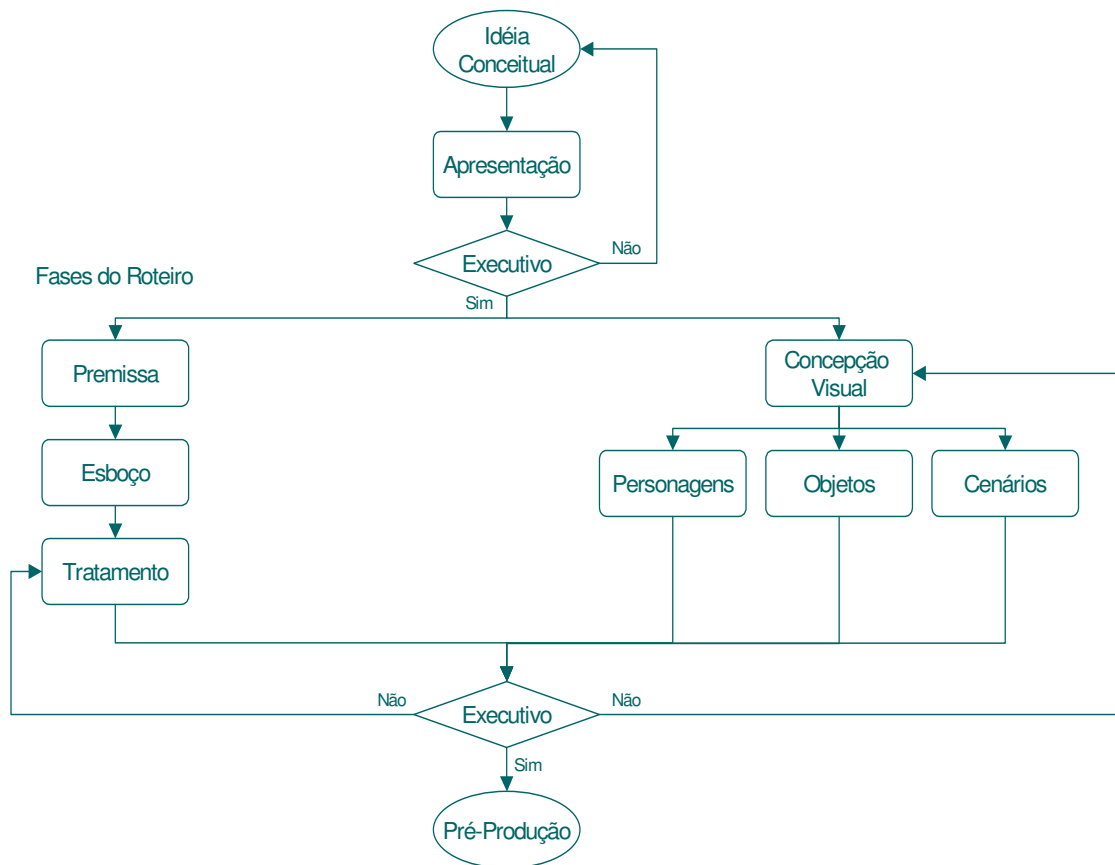 Idéia
Conceitual
Apresentação
Não
Executivo
Fases do Roteiro
Sim
Premissa
Concepção
Visual
Esboço
Personagens
Objetos
Cenários
Tratamento
Não
Não
Executivo
Sim
Pré-Produção